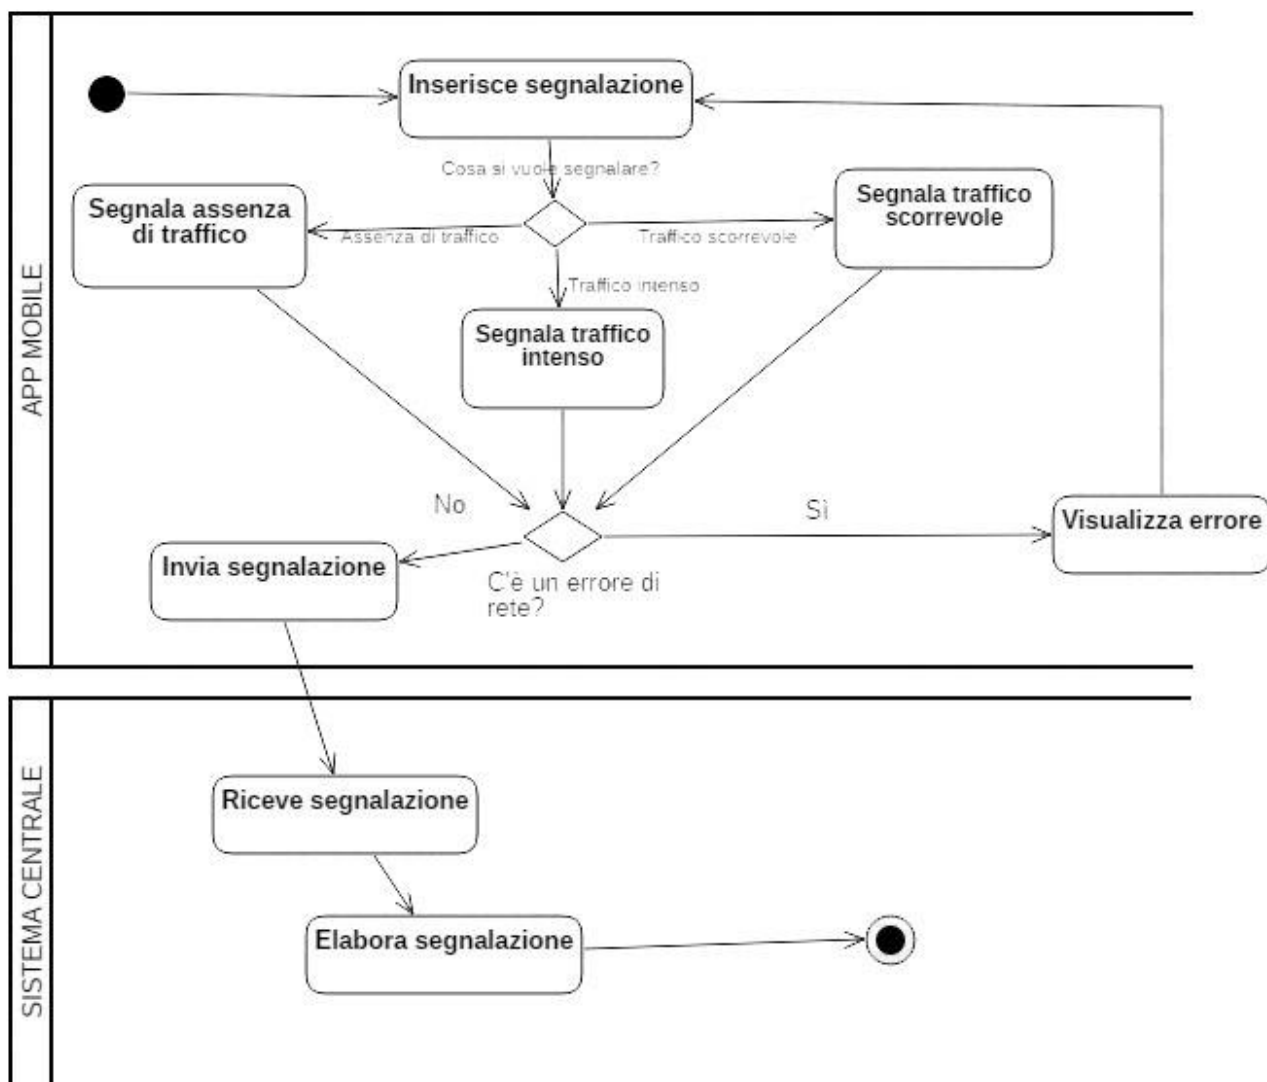 APP MOBILE
Inserisce segnalazione
Cosa si vuole segnalare?
Segnala assenza
di traffico
Segnala traffico
scorrevole
Assenza di traffico
Traffico scorrevole
Traffico intenso
Segnala traffico
intenso
No
Sì
Visualizza errore
Invia segnalazione
C'è un errore di
rete?
SISTEMA CENTRALE
Riceve segnalazione
Elabora segnalazione